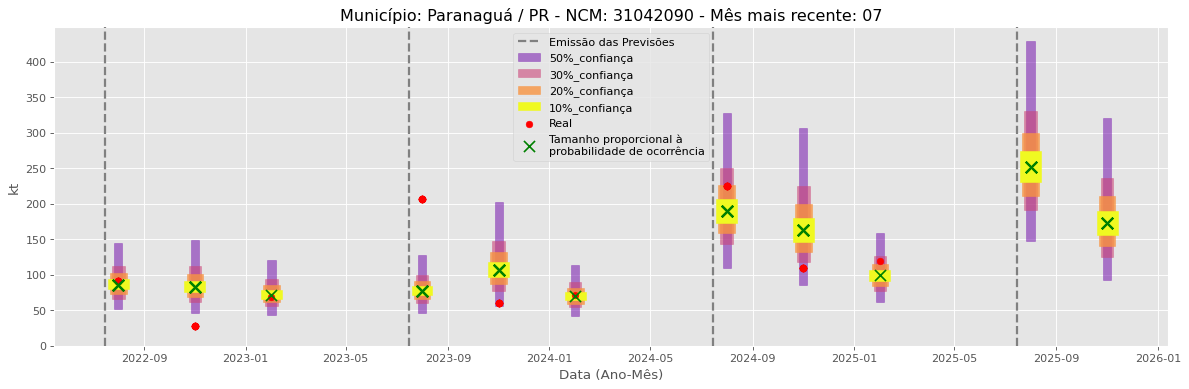 Município: Paranaguá / PR - NCM: 31042090 - Mês mais recente: 07
Emissão das Previsões
50%_confiança
30%_confiança
20%_confiança
10%_confiança
Real
Tamanho proporcional à
probabilidade de ocorrência
kt
400
350
300
250
200
150
100
50
0
2022-09 2023-01 2023-05 2023-09 2024-01 2024-05 2024-09 2025-01 2025-05 2025-09 2026-01
Data (Ano-Mês)